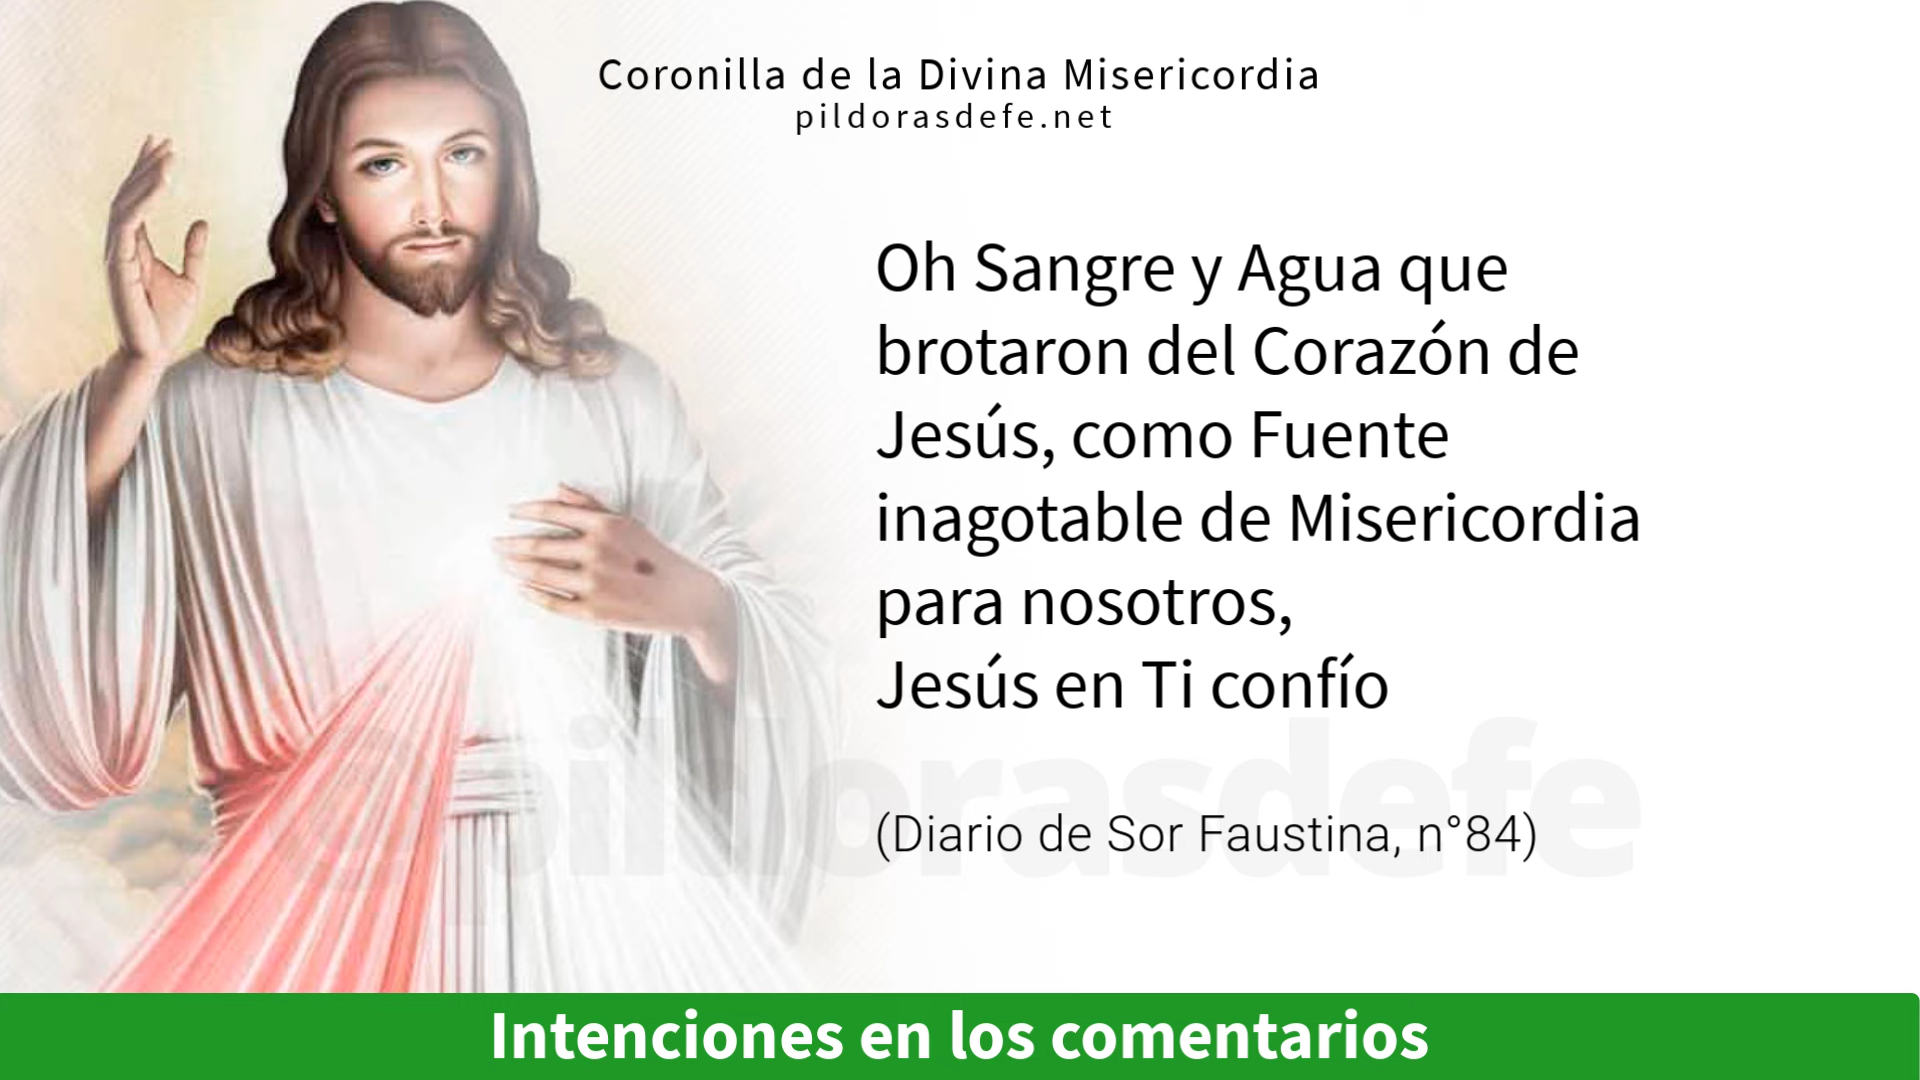 Coronilla de la Divina Misericordia
pildorasdefe.net
Oh Sangre y Agua que
brotaron del Corazón de
Jesús, como Fuente
inagotable de Misericordia
para nosotros,
Jesús en Ti confío
@pildorasdefe
(Diario de Sor Faustina, n°84)
Intenciones en los comentarios